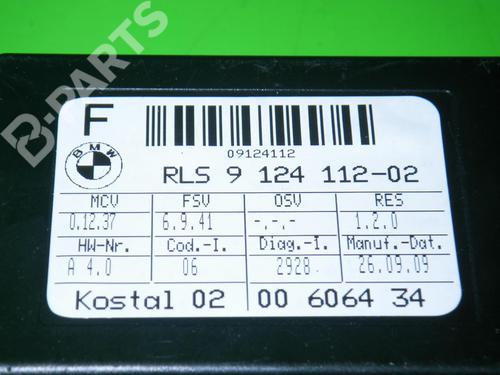 B-PARTS
F
09124112
BMW
RLS 9 124 112-02
MCV FSV OSV RES
0.12.37 6.9.41 -.-.- 1.2.0
HW-Nr. Cod.-I. Diag.-I. Manuf.-Dat.
A 4.0 06 2928 26.09.09
Kostal 02 00 6064 34